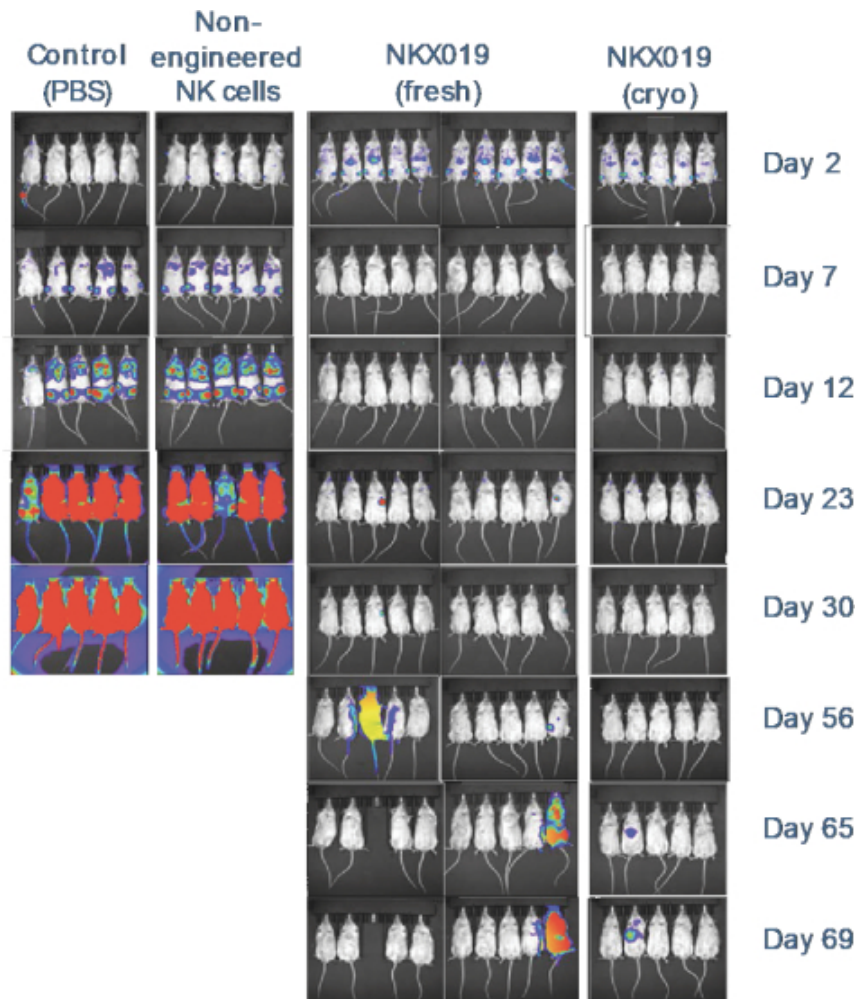 Control
(PBS)
Non-
engineered
NK cells
NKX019
(fresh)
NKX019
(cryo)
Day 2
Day 7
Day 12
Day 23
Day 30
Day 56
Day 65
Day 69